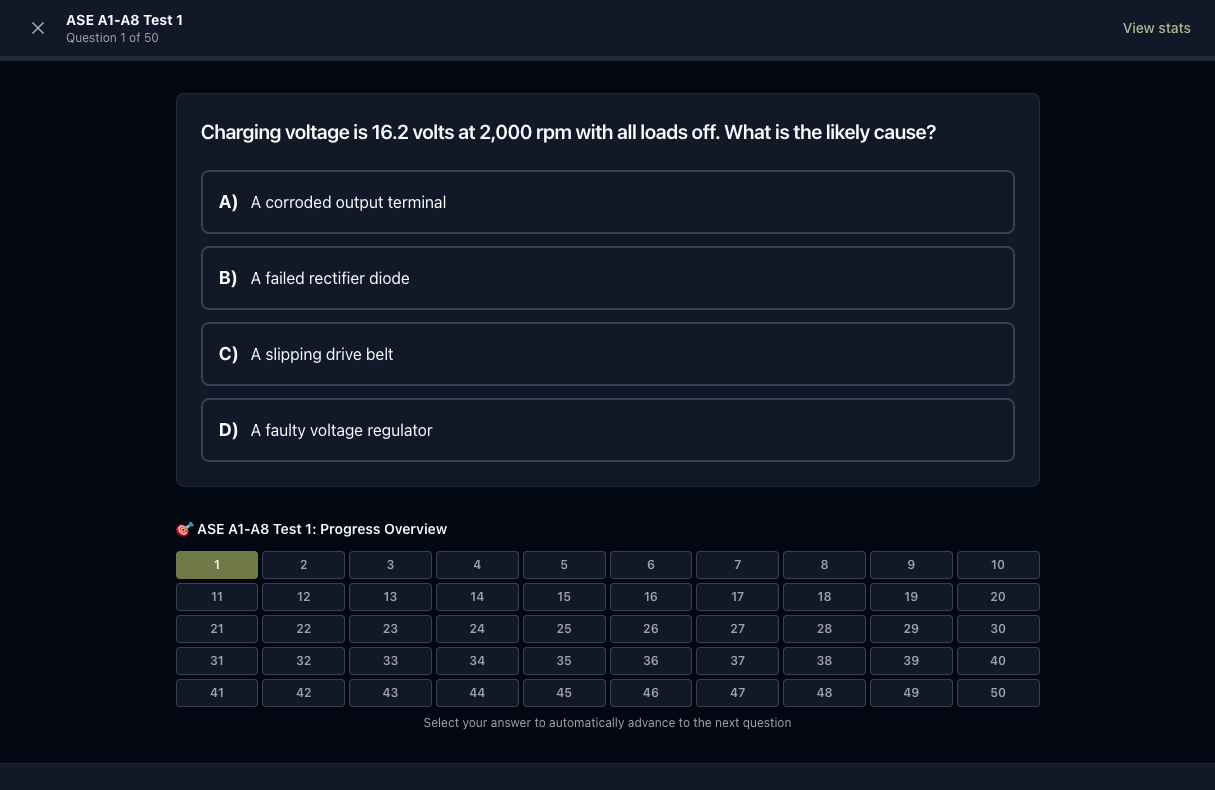 ASE A1-A8 Test 1
Question 1 of 50
View stats
Charging voltage is 16.2 volts at 2,000 rpm with all loads off. What is the likely cause?
A) A corroded output terminal
B) A failed rectifier diode
C) A slipping drive belt
D) A faulty voltage regulator
🎯 ASE A1-A8 Test 1: Progress Overview
1 2 3 4 5 6 7 8 9 10
11 12 13 14 15 16 17 18 19 20
21 22 23 24 25 26 27 28 29 30
31 32 33 34 35 36 37 38 39 40
41 42 43 44 45 46 47 48 49 50
Select your answer to automatically advance to the next question